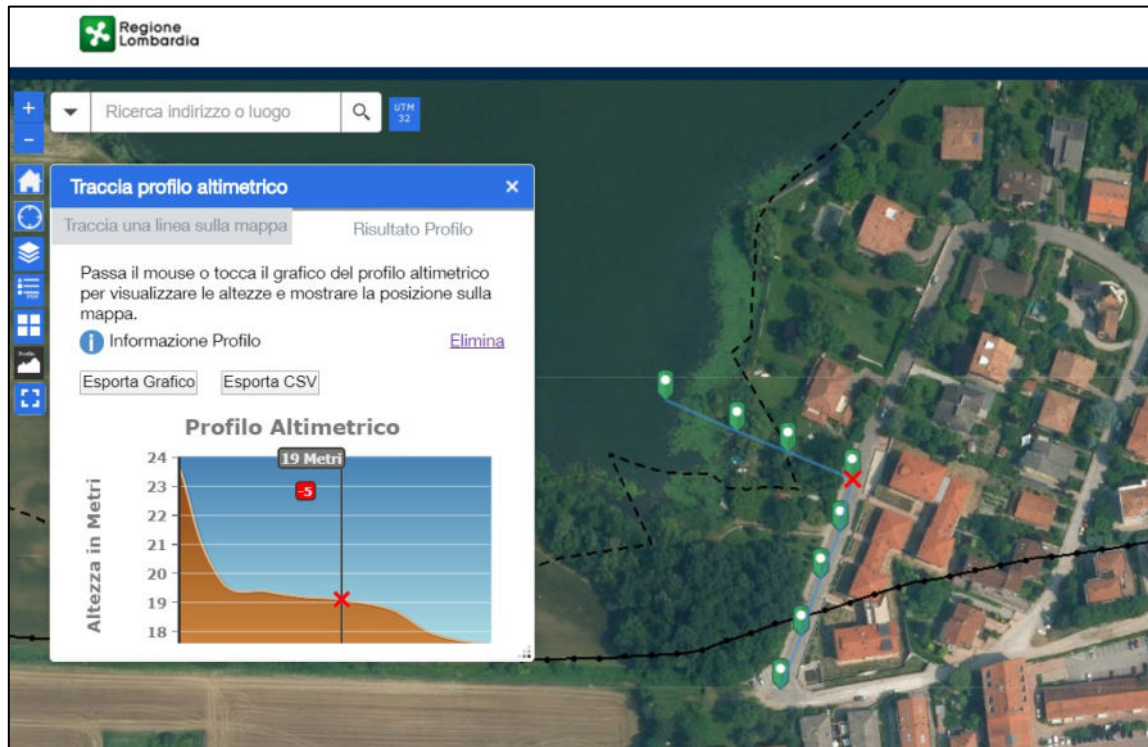 Regione
Lombardia
+
Ricerca indirizzo o luogo
UTM
32
−
Traccia profilo altimetrico
×
Traccia una linea sulla mappa
Risultato Profilo
Passa il mouse o tocca il grafico del profilo altimetrico
per visualizzare le altezze e mostrare la posizione sulla
mappa.
i Informazione Profilo
Elimina
Esporta Grafico
Esporta CSV
Profilo
Profilo Altimetrico
Altezza in Metri
24
19 Metri
23
-5
22
21
20
19
18